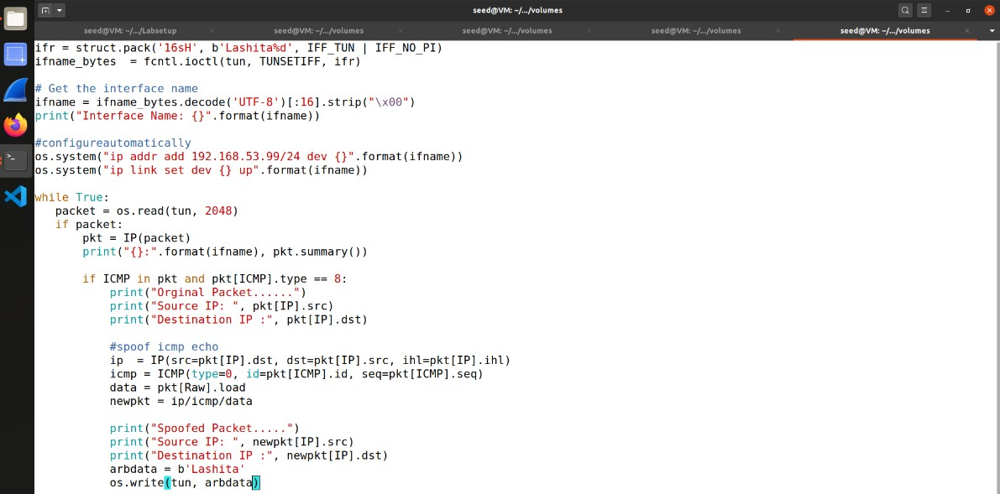 seed@VM: ~/.../volumes
seed@VM: ~/.../Labsetup
seed@VM: ~/.../volumes
seed@VM: ~/.../volumes
seed@VM: ~/.../volumes
seed@VM: ~/.../volumes
ifr = struct.pack('16sH', b'Lashita%d', IFF_TUN | IFF_NO_PI)
ifname_bytes  = fcntl.ioctl(tun, TUNSETIFF, ifr)
# Get the interface name
ifname = ifname_bytes.decode('UTF-8')[:16].strip("\x00")
print("Interface Name: {}".format(ifname))
#configureautomatically
os.system("ip addr add 192.168.53.99/24 dev {}".format(ifname))
os.system("ip link set dev {} up".format(ifname))
while True:
   packet = os.read(tun, 2048)
   if packet:
       pkt = IP(packet)
       print("{}:".format(ifname), pkt.summary())
       if ICMP in pkt and pkt[ICMP].type == 8:
           print("Orginal Packet......")
           print("Source IP: ", pkt[IP].src)
           print("Destination IP :", pkt[IP].dst)
           #spoof icmp echo
           ip  = IP(src=pkt[IP].dst, dst=pkt[IP].src, ihl=pkt[IP].ihl)
           icmp = ICMP(type=0, id=pkt[ICMP].id, seq=pkt[ICMP].seq)
           data = pkt[Raw].load
           newpkt = ip/icmp/data
           print("Spoofed Packet.....")
           print("Source IP: ", newpkt[IP].src)
           print("Destination IP :", newpkt[IP].dst)
           arbdata = b'Lashita'
           os.write(tun, arbdata)